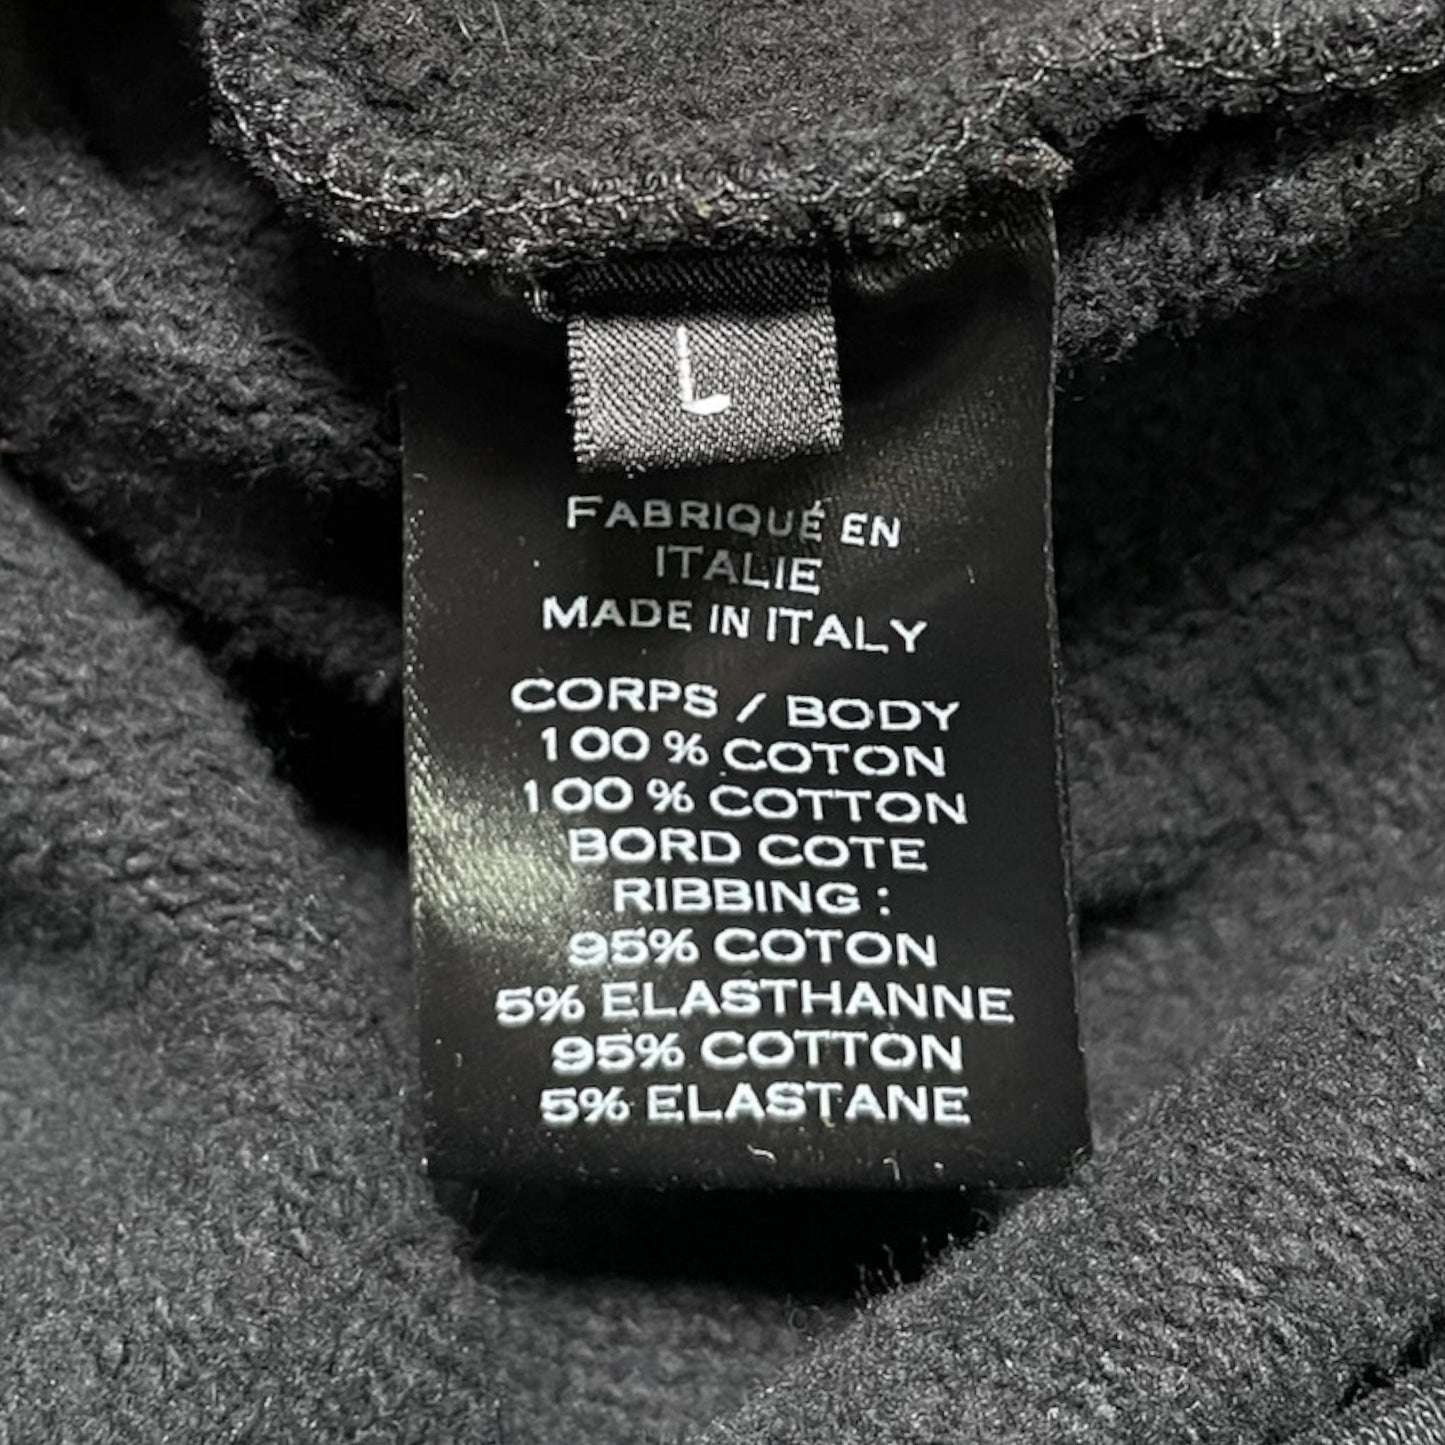 L
FABRIQUÉ EN
ITALIE
MADE IN ITALY
CORPS / BODY
100 % COTON
100 % COTTON
BORD COTE
RIBBING :
95% COTON
5% ELASTHANNE
95% COTTON
5% ELASTANE